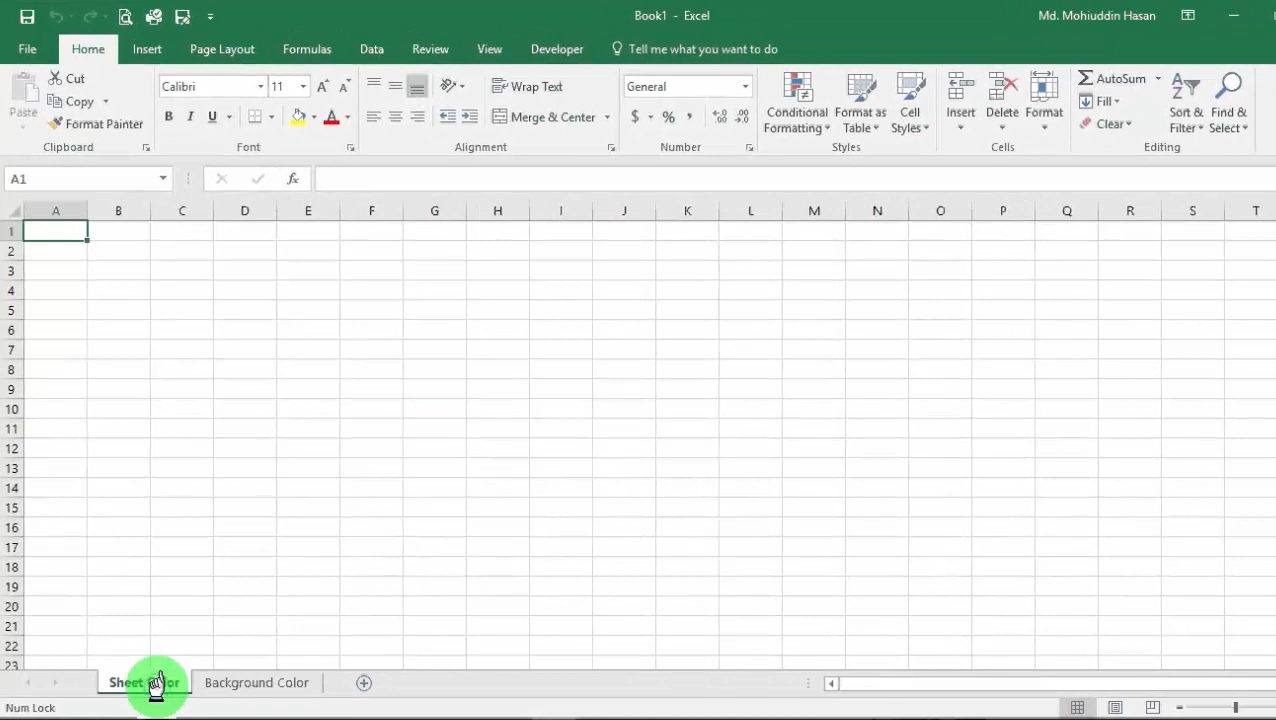 Book1 - Excel
Md. Mohiuddin Hasan
File Home Insert Page Layout Formulas Data Review View Developer Tell me what you want to do
Paste
Cut
Copy
Format Painter
Clipboard
Calibri 11
B I U
Font
Wrap Text
Merge & Center
Alignment
General
$ % ,
Number
Conditional Formatting
Format as Table
Cell Styles
Styles
Insert
Delete
Format
Cells
AutoSum
Fill
Clear
Sort & Filter
Find & Select
Editing
A1
fx
A B C D E F G H I J K L M N O P Q R S T
1
2
3
4
5
6
7
8
9
10
11
12
13
14
15
16
17
18
19
20
21
22
23
Sheet Color Background Color
Num Lock